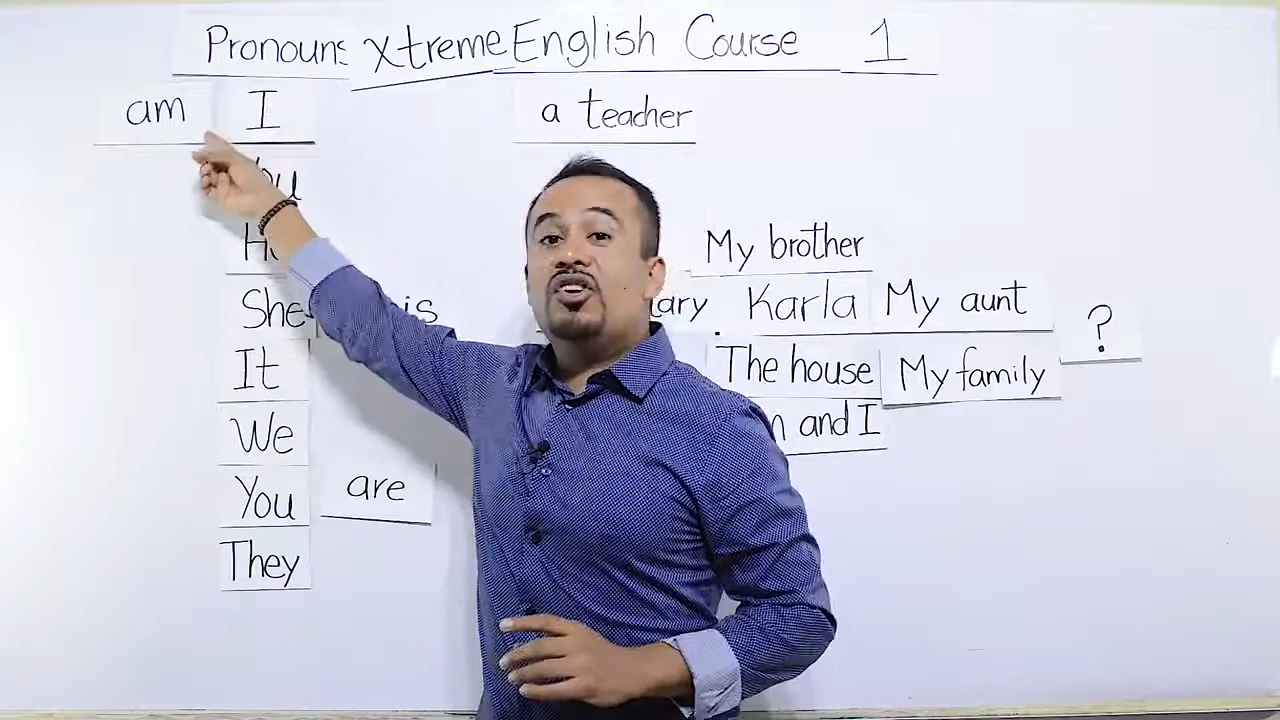 Pronouns Xtreme English Course 1
am I a teacher
My brother
She is Karla My aunt
?
It The house My family
We and I
You are
They